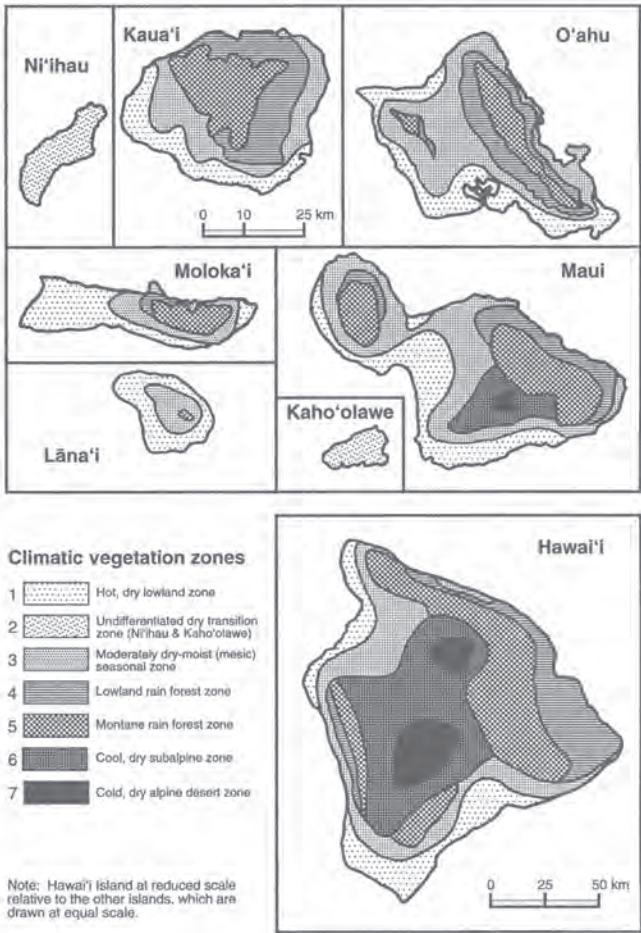 Ni'ihau
Kaua'i
O'ahu
0 10 25 km
Moloka'i
Maui
Lāna'i
Kaho'olawe
Climatic vegetation zones
1 Hot, dry lowland zone
2 Undifferentiated dry transition
zone (Ni'ihau & Kaho'olawe)
3 Moderately dry-moist (mesic)
seasonal zone
4 Lowland rain forest zone
5 Montane rain forest zone
6 Cool, dry subalpine zone
7 Cold, dry alpine desert zone
Note: Hawai'i island at reduced scale
relative to the other islands, which are
drawn at equal scale.
Hawai'i
0 25 50 km